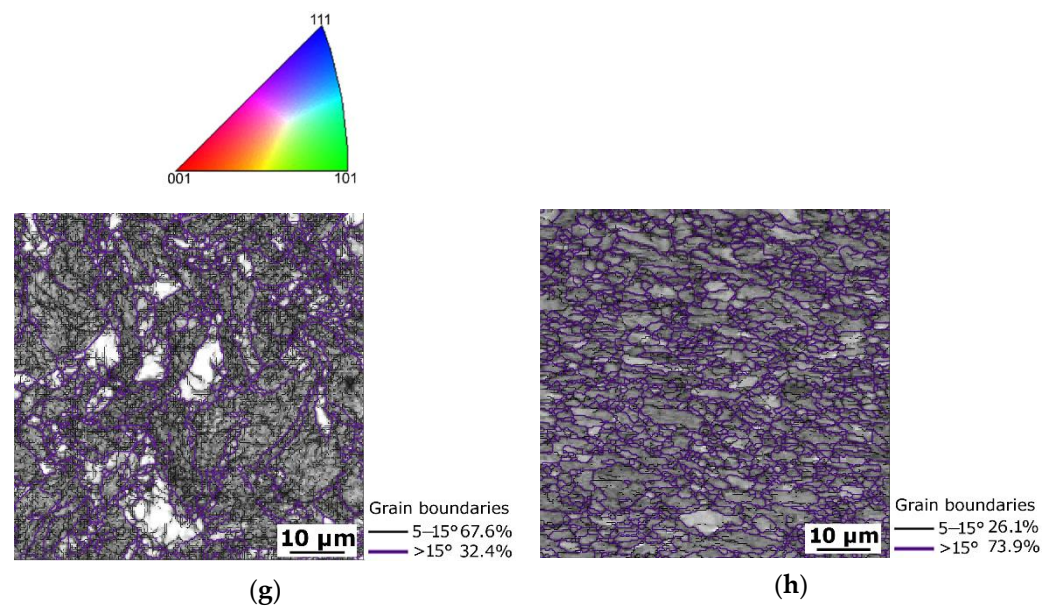 111
001
101
Grain boundaries
5–15° 67.6%
>15° 32.4%
10 μm
(g)
Grain boundaries
5–15° 26.1%
>15° 73.9%
10 μm
(h)